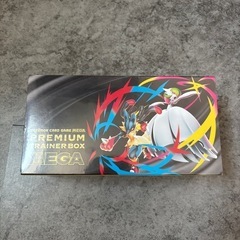 POKÉMON CARD GAME MEGA
PREMIUM
TRAINER BOX
MEGA